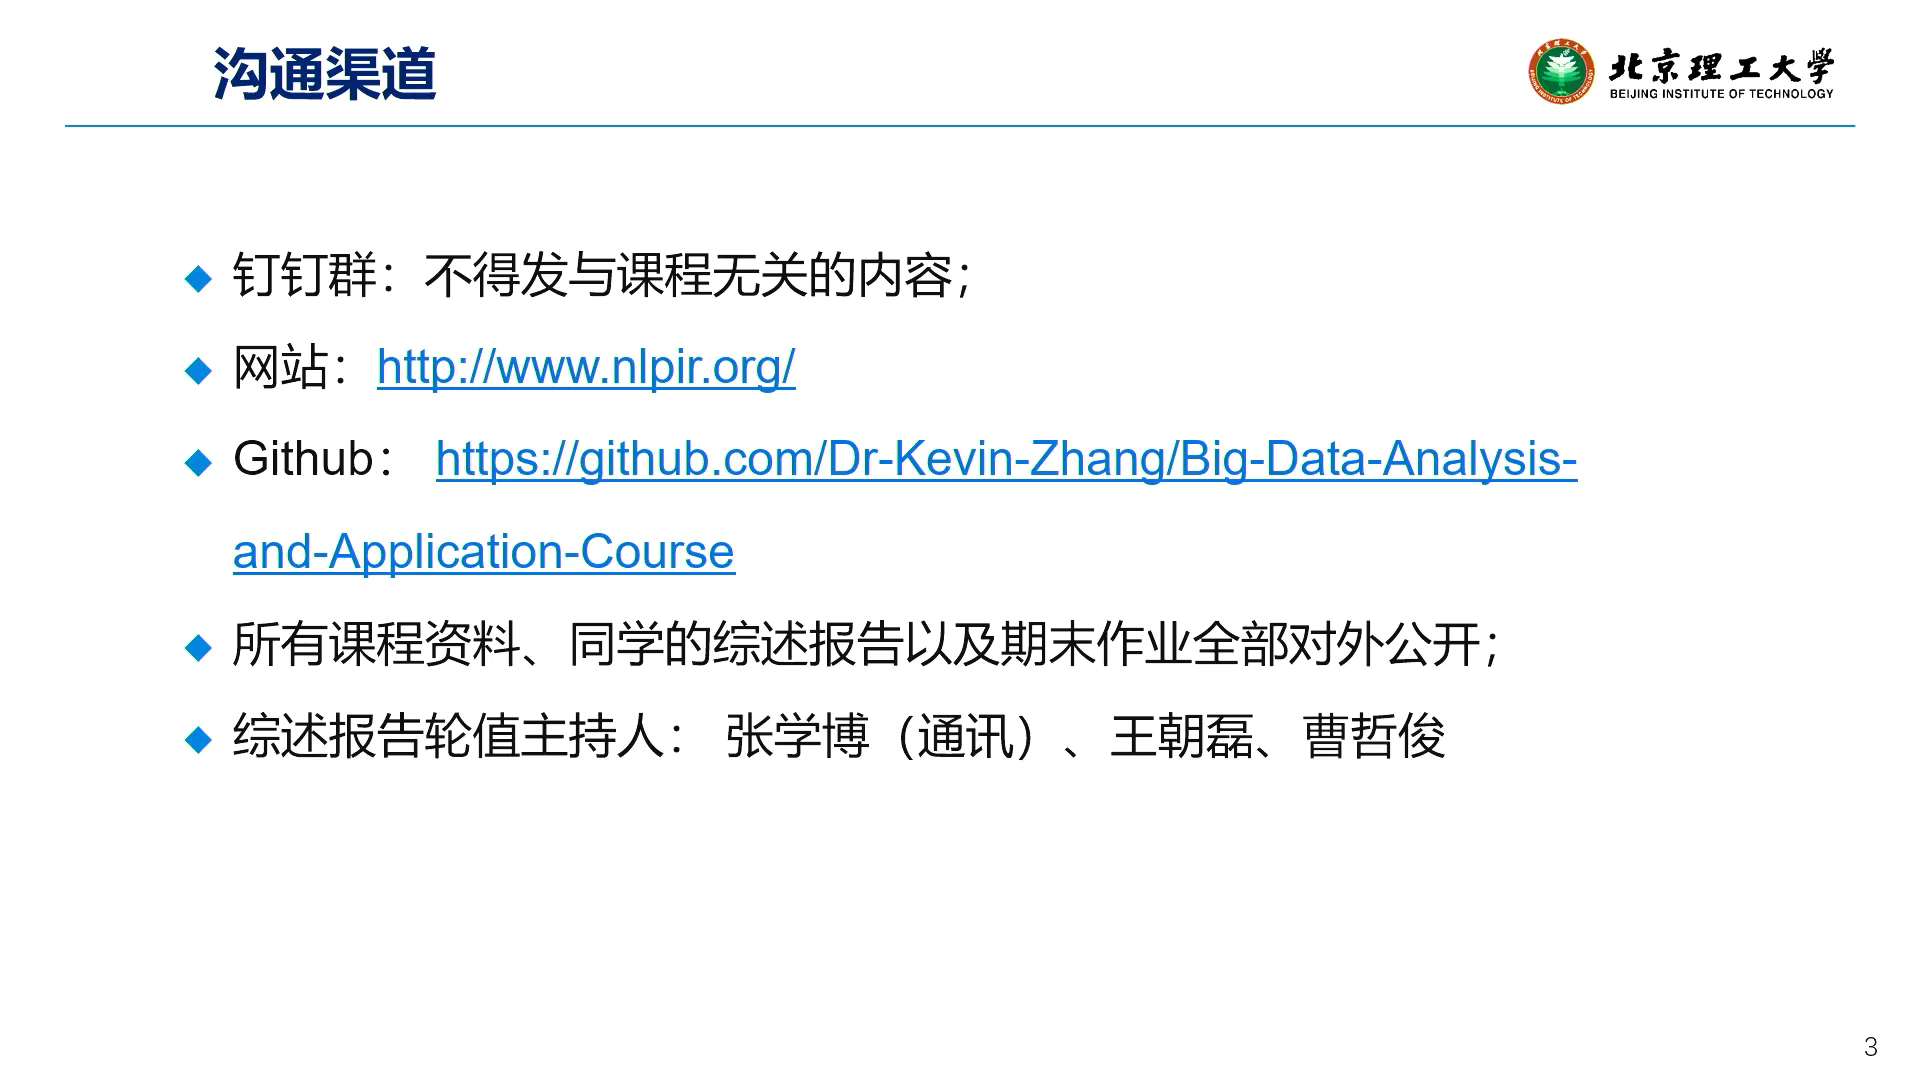 沟通渠道
北京理工大学
BEIJING INSTITUTE OF TECHNOLOGY
钉钉群：不得发与课程无关的内容；
网站：http://www.nlpir.org/
Github： https://github.com/Dr-Kevin-Zhang/Big-Data-Analysis-
and-Application-Course
所有课程资料、同学的综述报告以及期末作业全部对外公开；
综述报告轮值主持人： 张学博（通讯）、王朝磊、曹哲俊
3